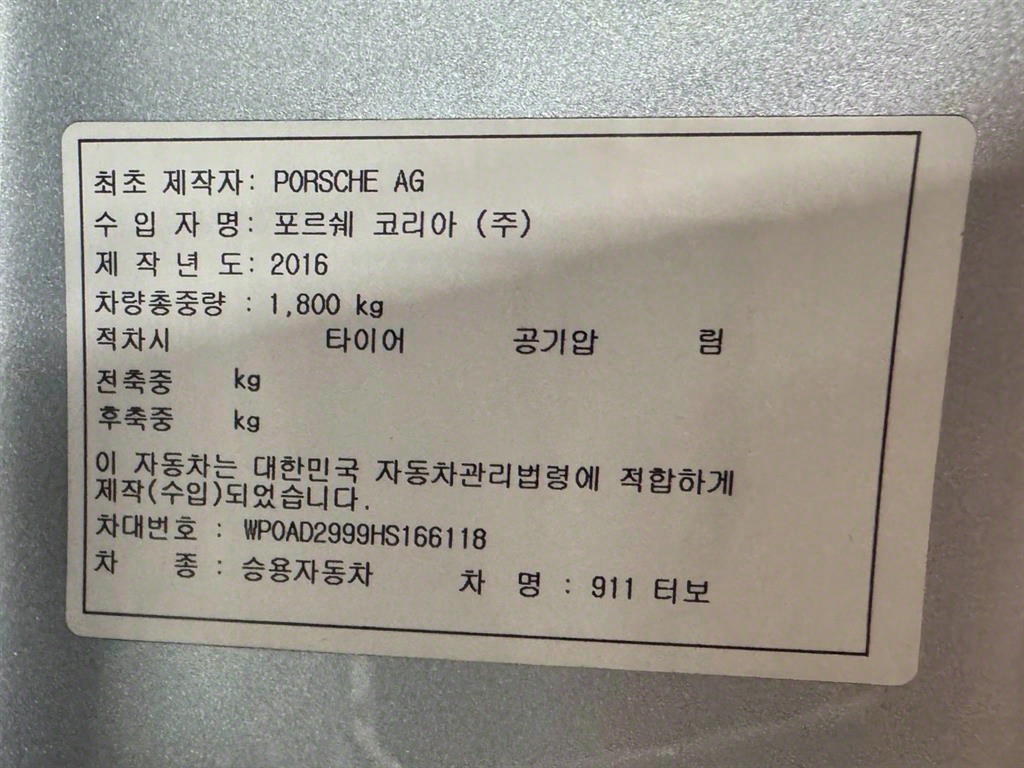 최초 제작자: PORSCHE AG
수 입 자 명: 포르쉐 코리아 (주)
제 작 년 도: 2016
차량총중량 : 1,800 kg
적차시 타이어 공기압 림
전축중 kg
후축중 kg
이 자동차는 대한민국 자동차관리법령에 적합하게
제작(수입)되었습니다.
차대번호 : WP0AD2999HS166118
차 종 : 승용자동차 차 명 : 911 터보